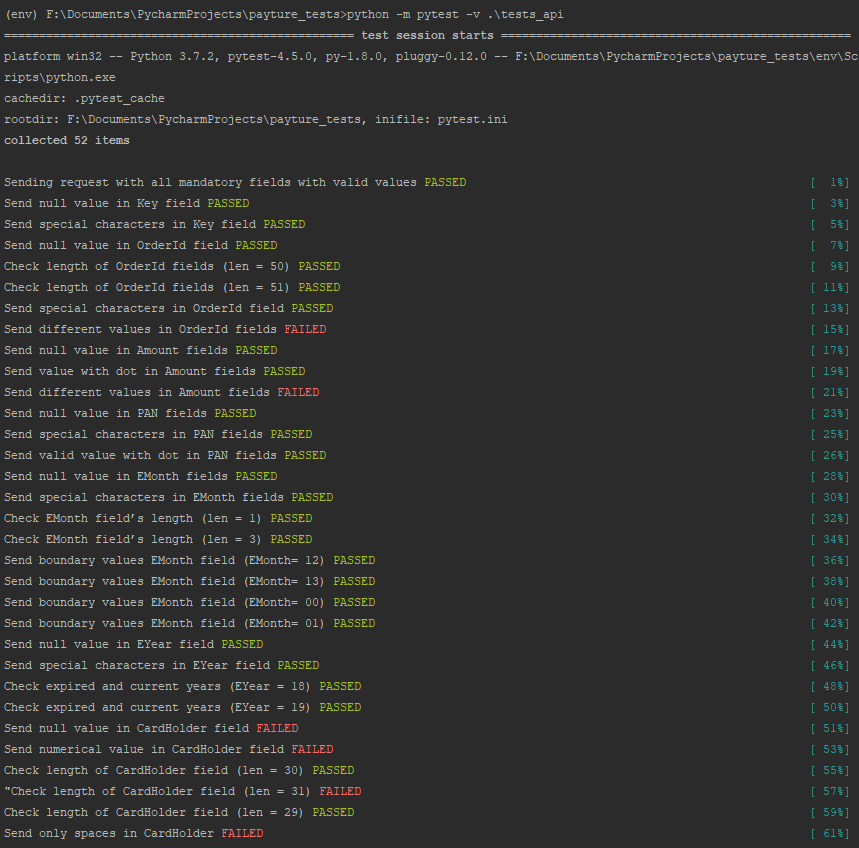 (env) F:\Documents\PycharmProjects\payture_tests>python -m pytest -v .\tests_api
================================================== test session starts ==================================================
platform win32 -- Python 3.7.2, pytest-4.5.0, py-1.8.0, pluggy-0.12.0 -- F:\Documents\PycharmProjects\payture_tests\env\Sc
ripts\python.exe
cachedir: .pytest_cache
rootdir: F:\Documents\PycharmProjects\payture_tests, inifile: pytest.ini
collected 52 items
Sending request with all mandatory fields with valid values PASSED [  1%]
Send null value in Key field PASSED [  3%]
Send special characters in Key field PASSED [  5%]
Send null value in OrderId field PASSED [  7%]
Check length of OrderId fields (len = 50) PASSED [  9%]
Check length of OrderId fields (len = 51) PASSED [ 11%]
Send special characters in OrderId field PASSED [ 13%]
Send different values in OrderId fields FAILED [ 15%]
Send null value in Amount fields PASSED [ 17%]
Send value with dot in Amount fields PASSED [ 19%]
Send different values in Amount fields FAILED [ 21%]
Send null value in PAN fields PASSED [ 23%]
Send special characters in PAN fields PASSED [ 25%]
Send valid value with dot in PAN fields PASSED [ 26%]
Send null value in EMonth fields PASSED [ 28%]
Send special characters in EMonth fields PASSED [ 30%]
Check EMonth field’s length (len = 1) PASSED [ 32%]
Check EMonth field’s length (len = 3) PASSED [ 34%]
Send boundary values EMonth field (EMonth= 12) PASSED [ 36%]
Send boundary values EMonth field (EMonth= 13) PASSED [ 38%]
Send boundary values EMonth field (EMonth= 00) PASSED [ 40%]
Send boundary values EMonth field (EMonth= 01) PASSED [ 42%]
Send null value in EYear field PASSED [ 44%]
Send special characters in EYear field PASSED [ 46%]
Check expired and current years (EYear = 18) PASSED [ 48%]
Check expired and current years (EYear = 19) PASSED [ 50%]
Send null value in CardHolder field FAILED [ 51%]
Send numerical value in CardHolder field FAILED [ 53%]
Check length of CardHolder field (len = 30) PASSED [ 55%]
"Check length of CardHolder field (len = 31) FAILED [ 57%]
Check length of CardHolder field (len = 29) PASSED [ 59%]
Send only spaces in CardHolder FAILED [ 61%]